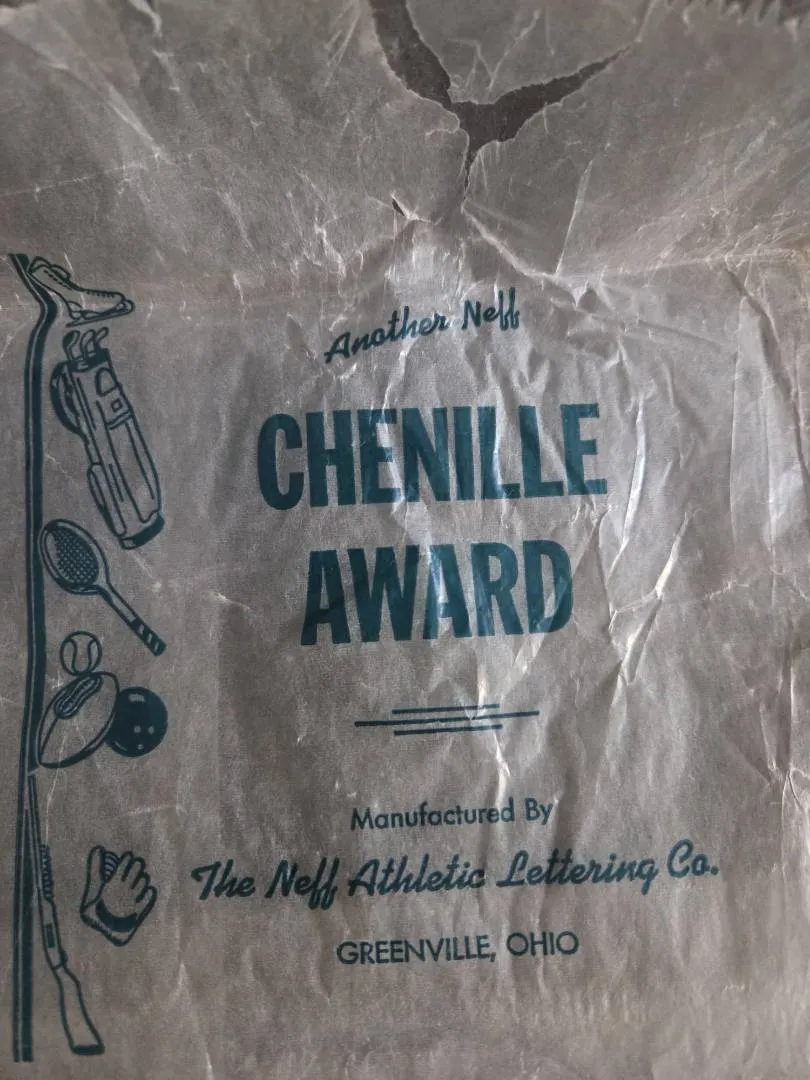 Another Neff
CHENILLE
AWARD
Manufactured By
The Neff Athletic Lettering Co.
GREENVILLE, OHIO